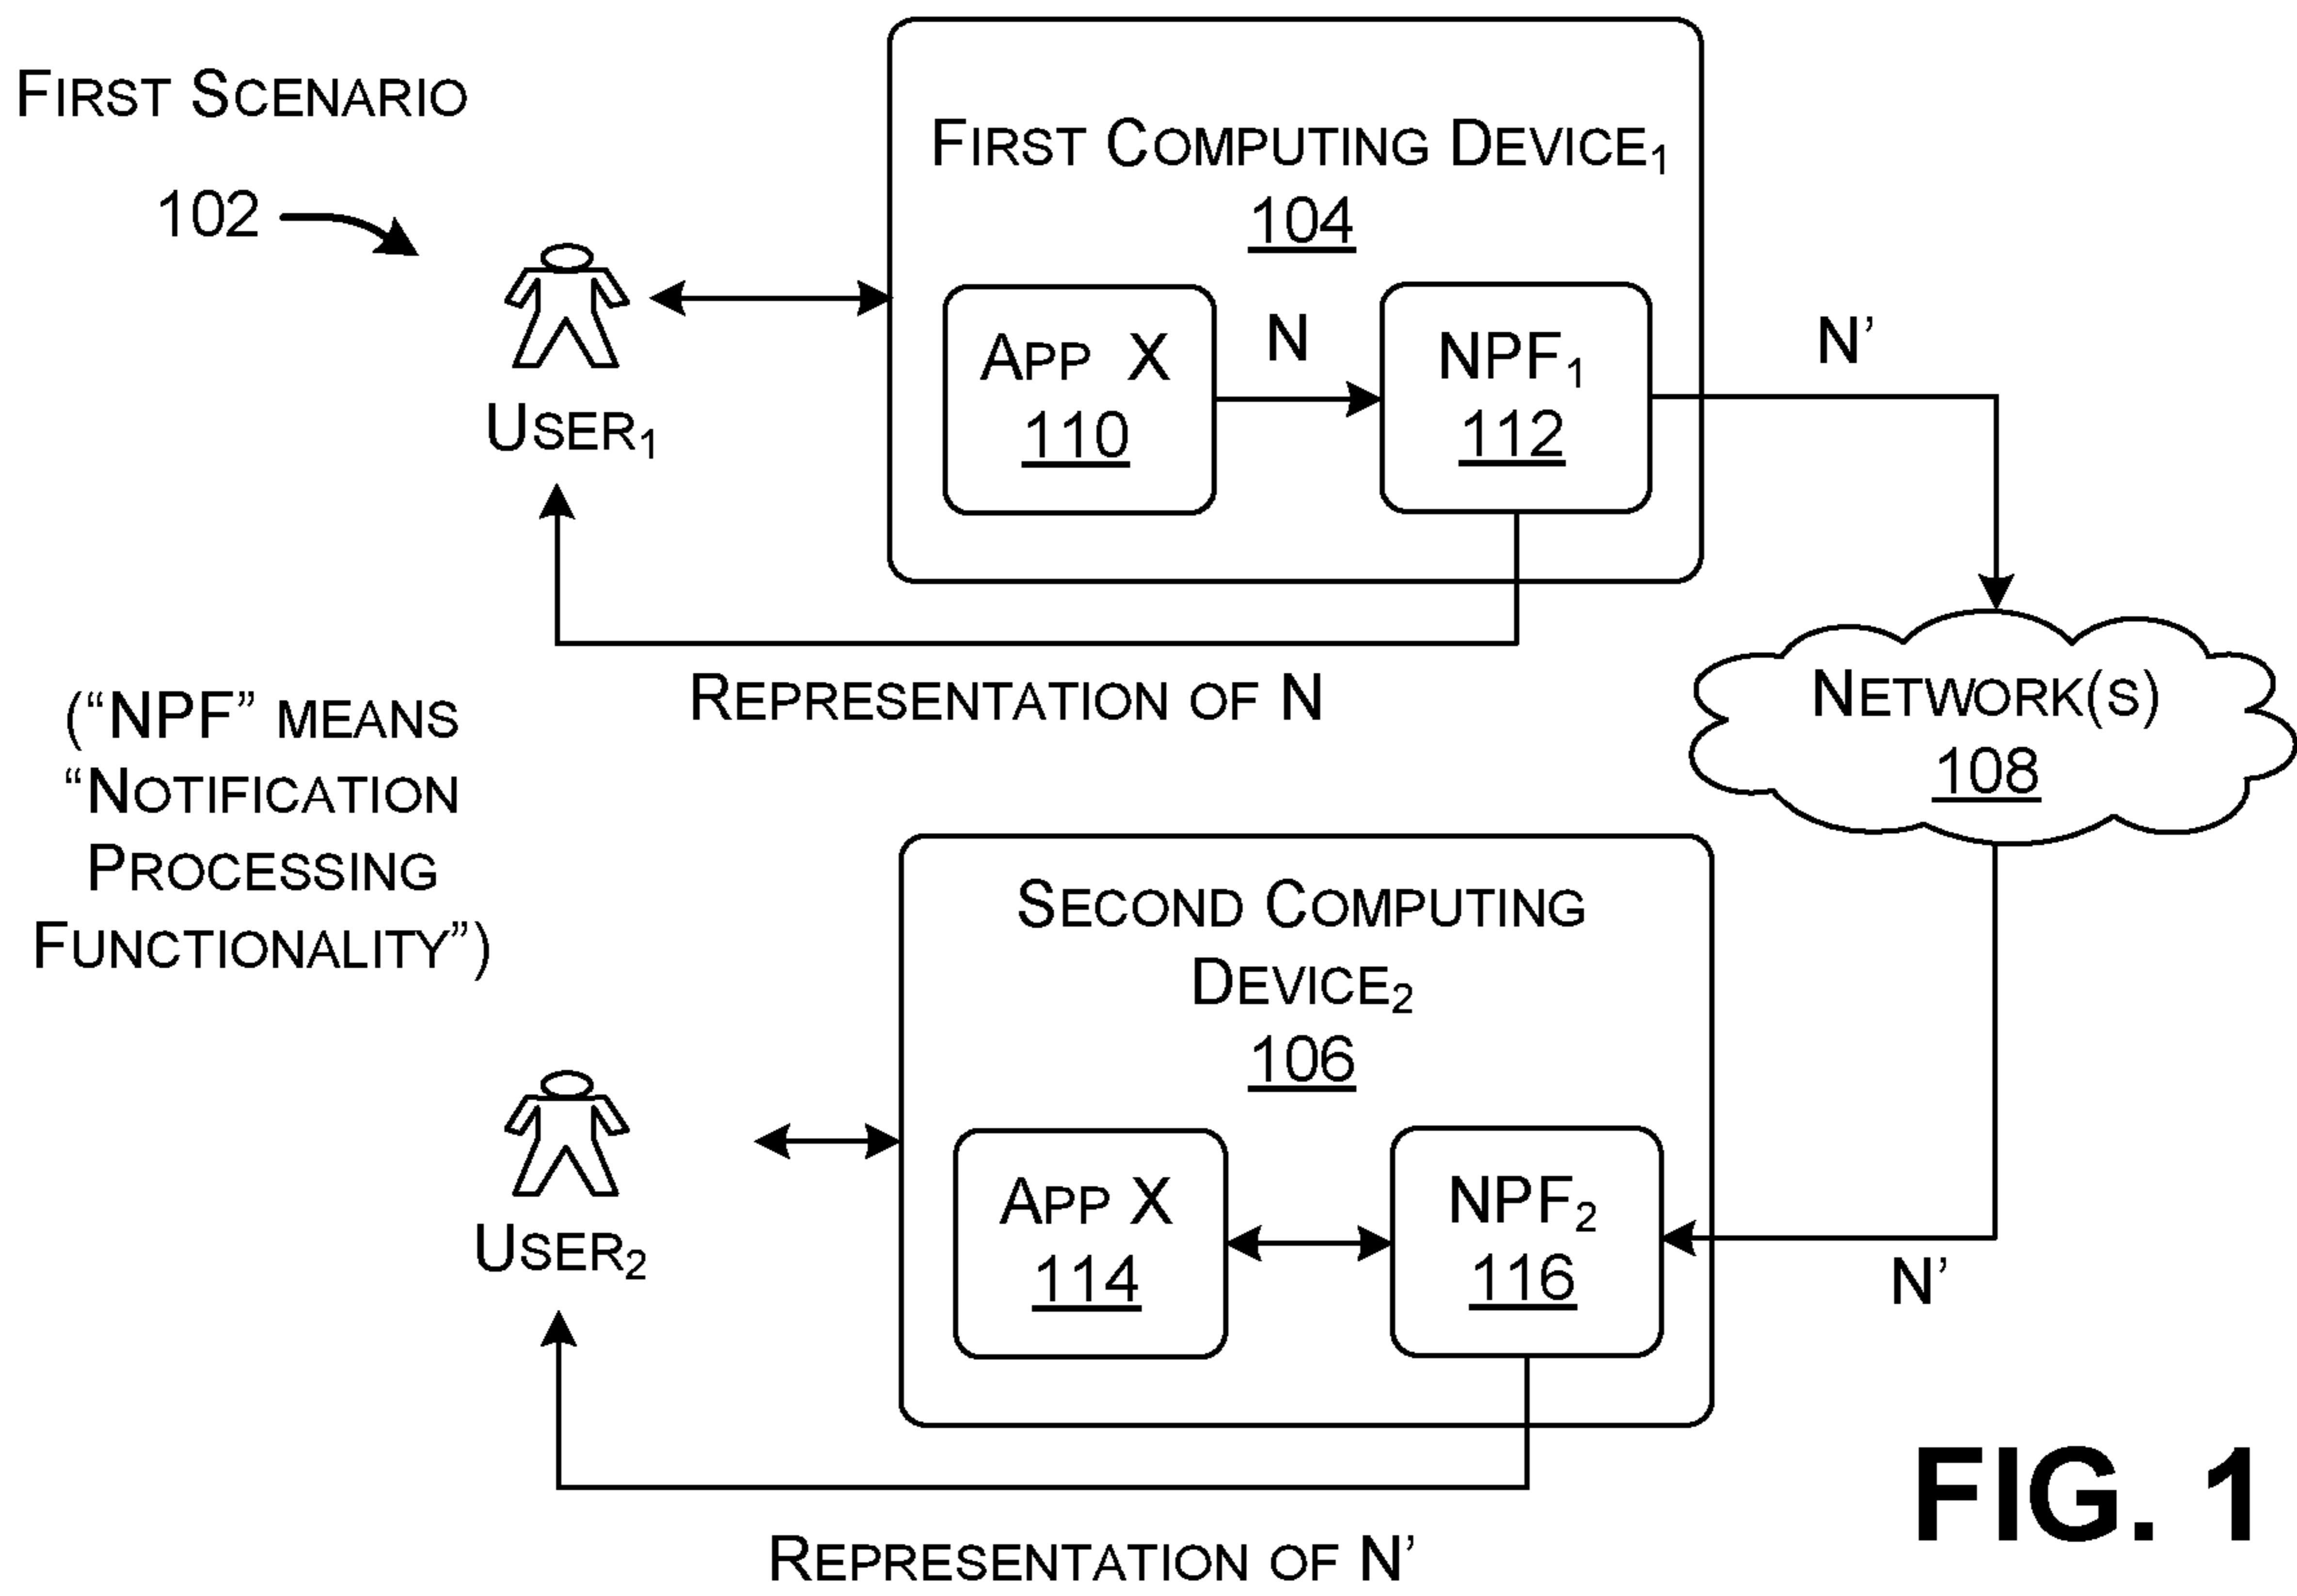 First Scenario
102
First Computing Device1
104
App X
110
N
NPF1
112
N’
User1
Representation of N
Network(s)
108
(“NPF” means
“Notification
Processing
Functionality”)
Second Computing
Device2
106
App X
114
NPF2
116
N’
User2
Representation of N’
FIG. 1